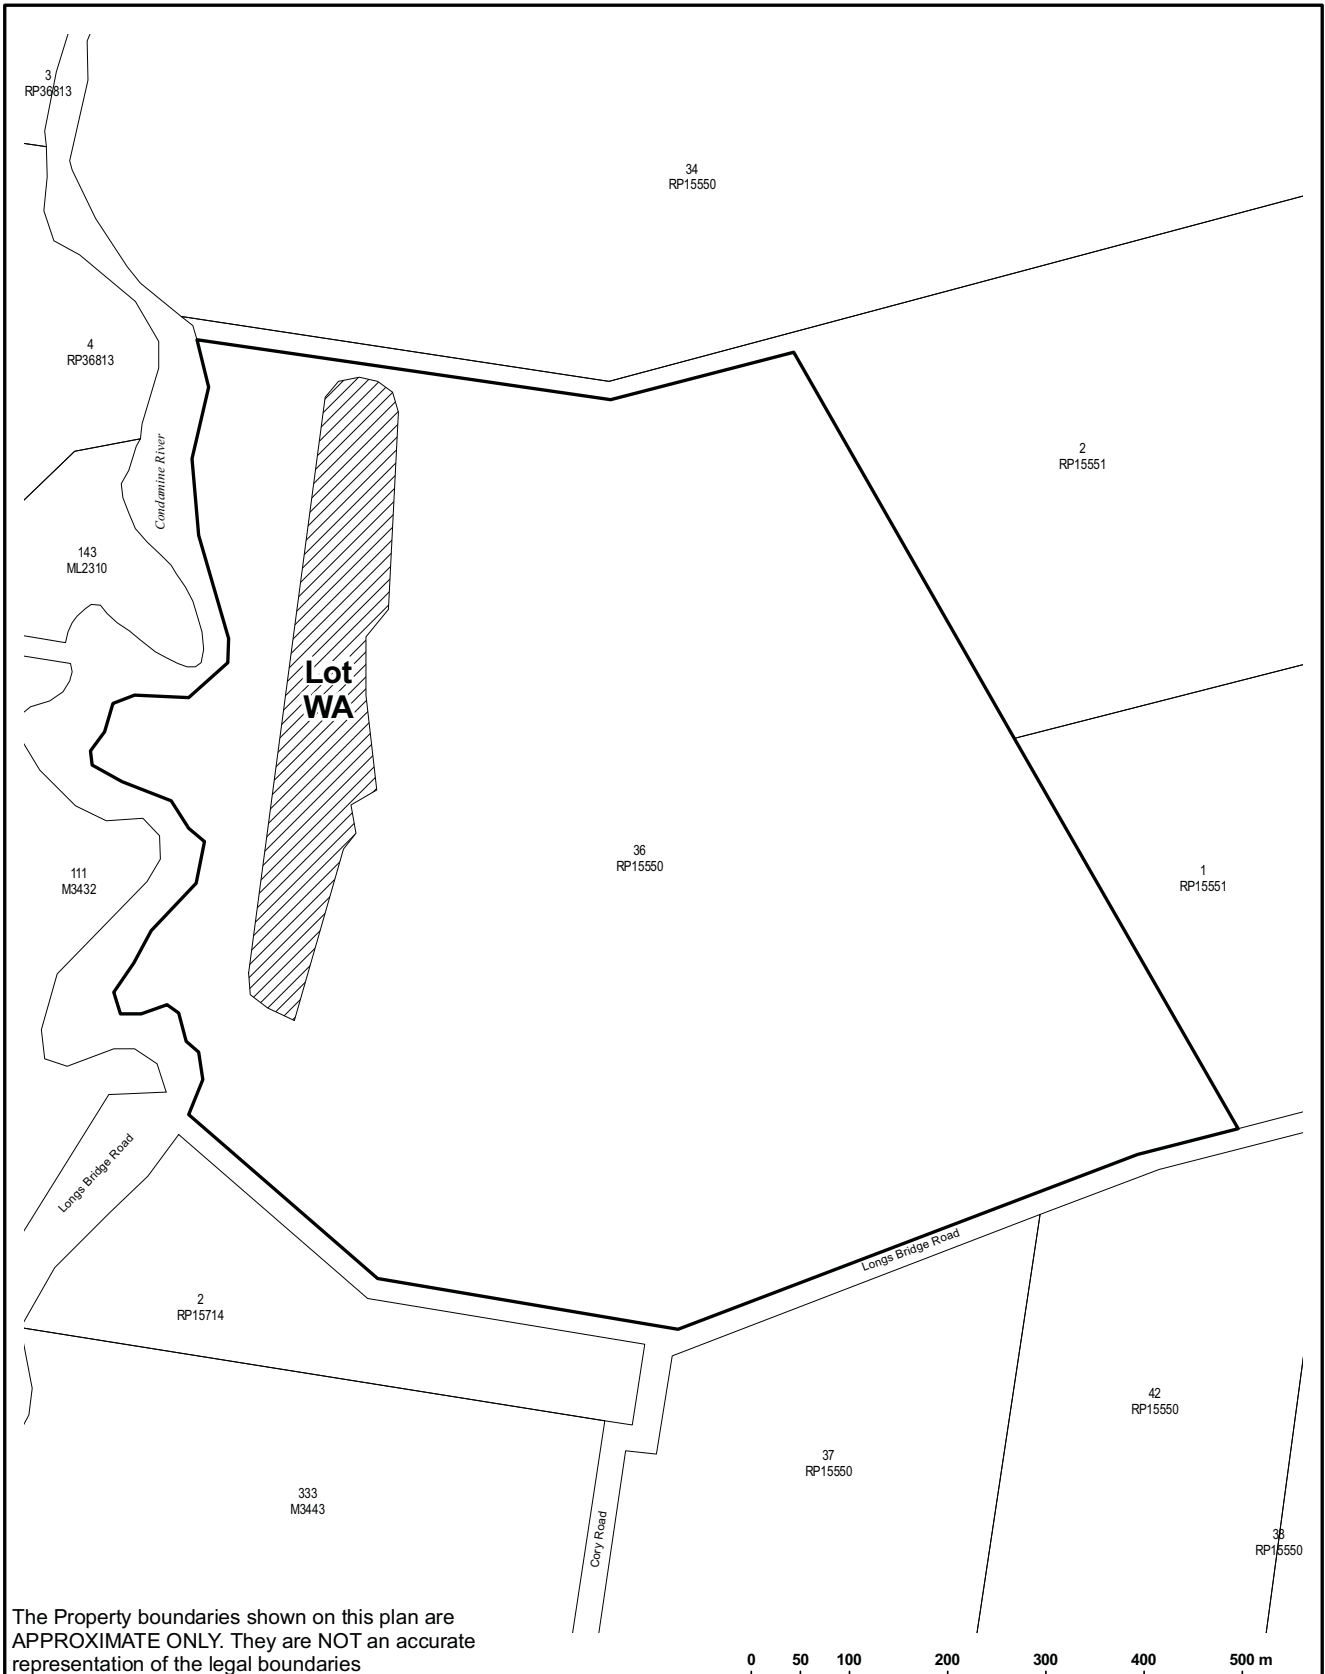 3
RP36813
34
RP15550
4
RP36813
Condamine River
2
RP15551
143
ML2310
Lot
WA
36
RP15550
1
RP15551
111
M3432
Longs Bridge Road
Longs Bridge Road
2
RP15714
42
RP15550
37
RP15550
333
M3443
Cory Road
38
RP15550
The Property boundaries shown on this plan are
APPROXIMATE ONLY. They are NOT an accurate
representation of the legal boundaries
0 50 100 200 300 400 500 m